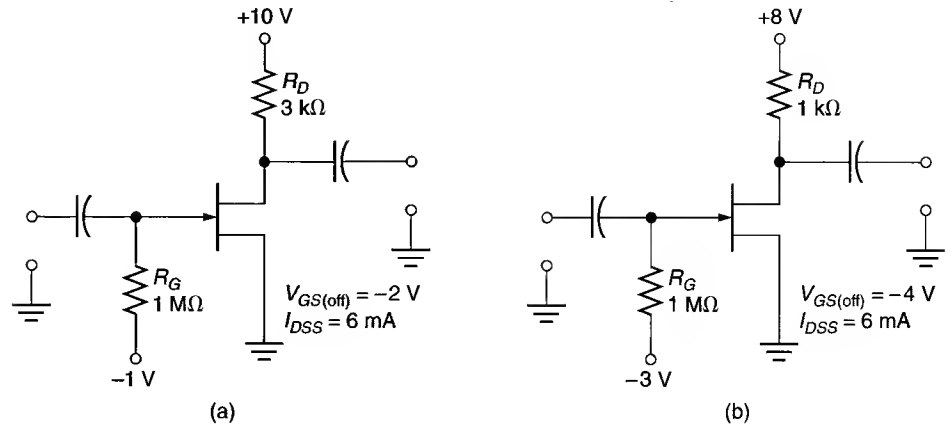 +10 V
R_D
3 kΩ
R_G
1 MΩ
V_GS(off) = −2 V
I_DSS = 6 mA
−1 V
(a)
+8 V
R_D
1 kΩ
R_G
1 MΩ
V_GS(off) = −4 V
I_DSS = 6 mA
−3 V
(b)